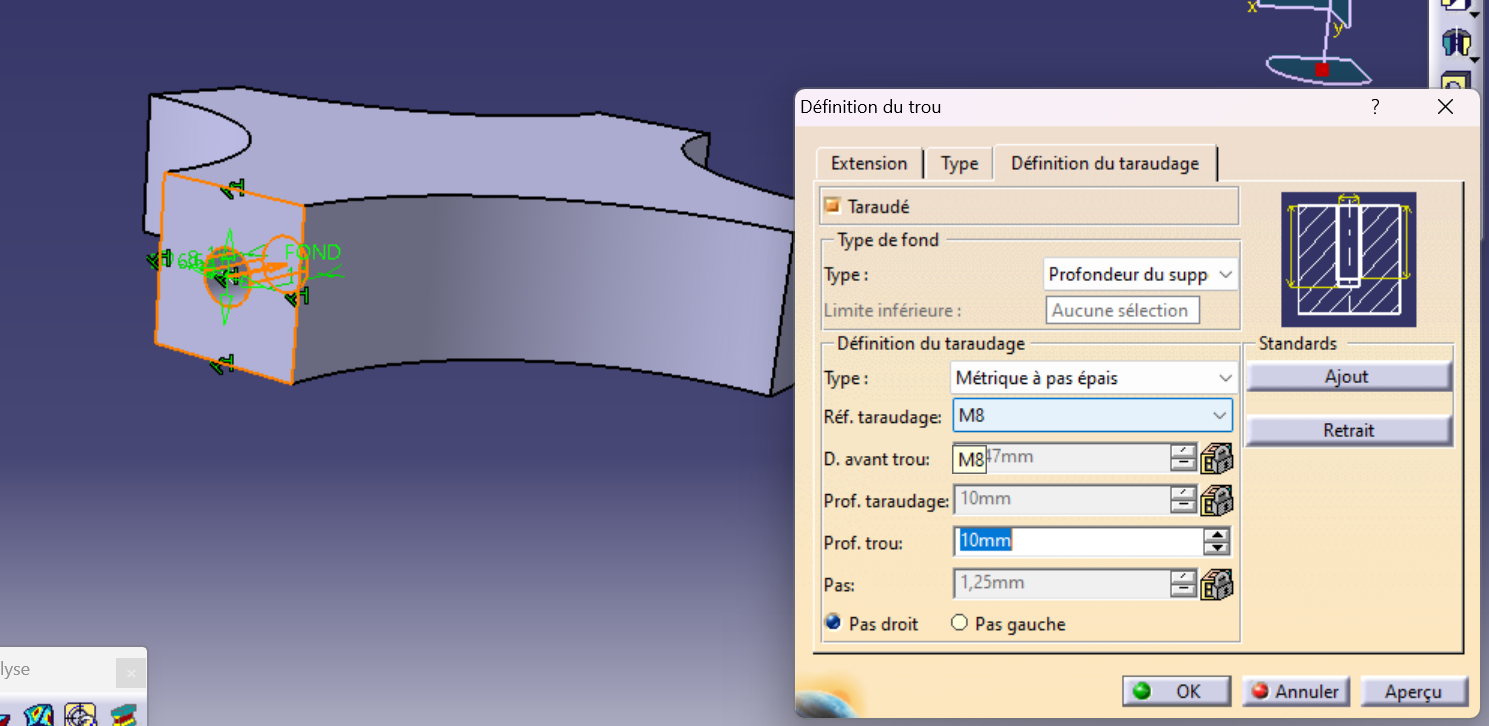 x
y
Définition du trou
?
Extension
Type
Définition du taraudage
Taraudé
Type de fond
Type :
Profondeur du supp
Limite inférieure :
Aucune sélection
Définition du taraudage
Standards
Type :
Métrique à pas épais
Ajout
Réf. taraudage:
M8
Retrait
D. avant trou:
M8
47mm
Prof. taraudage:
10mm
Prof. trou:
10mm
Pas:
1,25mm
Pas droit
Pas gauche
OK
Annuler
Aperçu
FOND
lyse